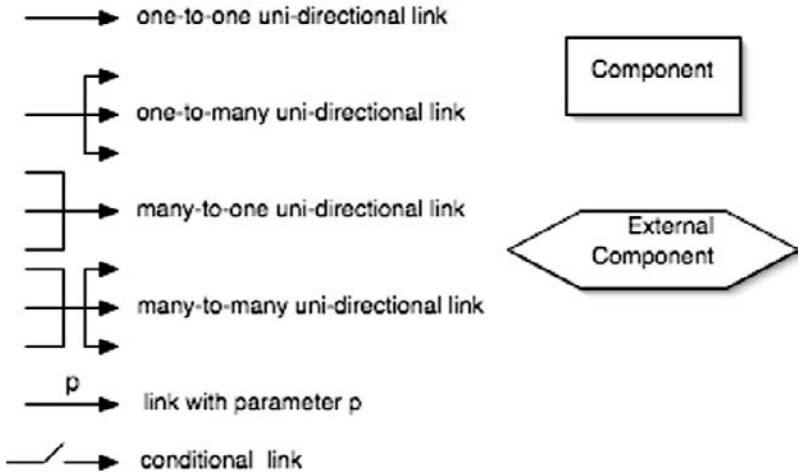 one-to-one uni-directional link
Component
one-to-many uni-directional link
many-to-one uni-directional link
External
Component
many-to-many uni-directional link
p
link with parameter p
conditional link